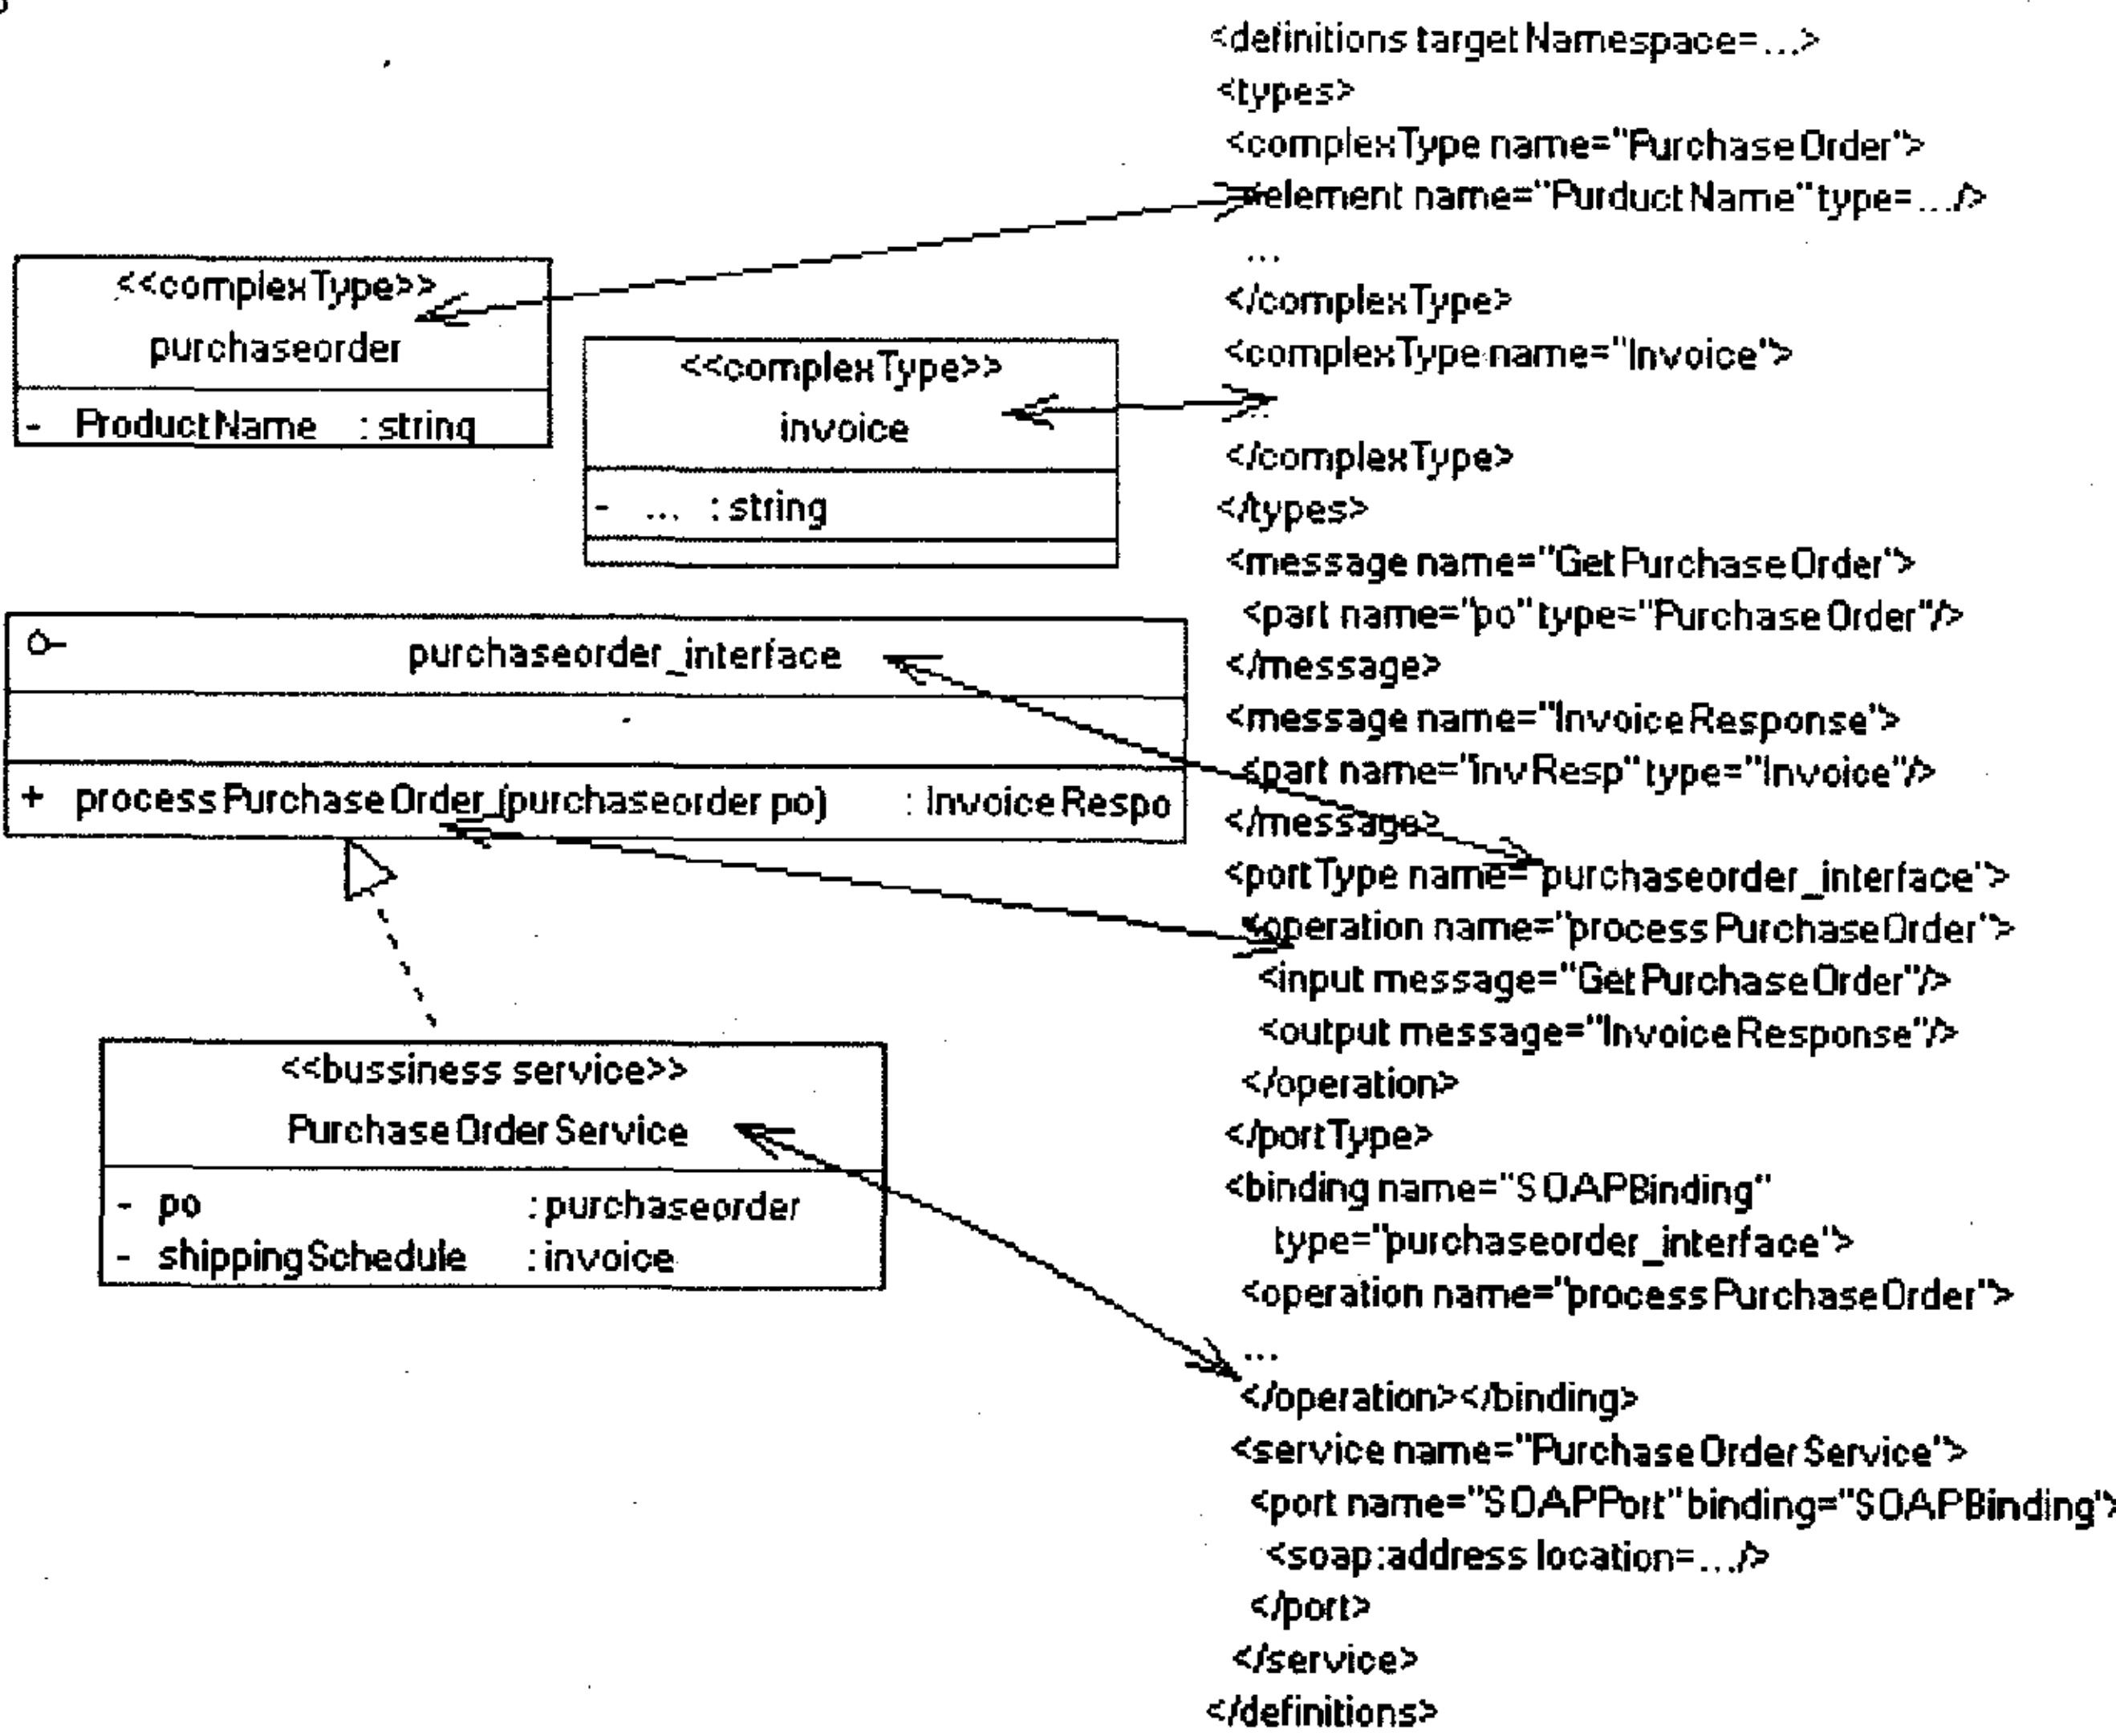 <<complexType>>
purchaseorder
- ProductName : string
<<complexType>>
invoice
- ... : string
purchaseorder_interface
+ processPurchaseOrder (purchaseorder po) : InvoiceRespo
<<bussiness service>>
PurchaseOrderService
- po : purchaseorder
- shippingSchedule : invoice
<definitions targetNamespace=...>
<types>
<complexType name="PurchaseOrder">
<element name="PurductName" type=.../>
...
</complexType>
<complexType name="Invoice">
...
</complexType>
</types>
<message name="GetPurchaseOrder">
<part name="po" type="PurchaseOrder"/>
</message>
<message name="InvoiceResponse">
<part name="InvResp" type="Invoice"/>
</message>
<portType name="purchaseorder_interface">
<operation name="processPurchaseOrder">
<input message="GetPurchaseOrder"/>
<output message="InvoiceResponse"/>
</operation>
</portType>
<binding name="SOAPBinding"
type="purchaseorder_interface">
<operation name="processPurchaseOrder">
...
</operation></binding>
<service name="PurchaseOrderService">
<port name="SOAPPort" binding="SOAPBinding">
<soap:address location=.../>
</port>
</service>
</definitions>